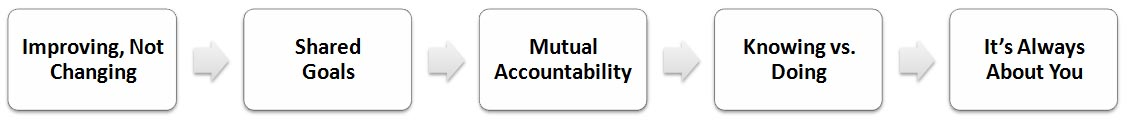 Improving, Not
Changing
Shared
Goals
Mutual
Accountability
Knowing vs.
Doing
It’s Always
About You